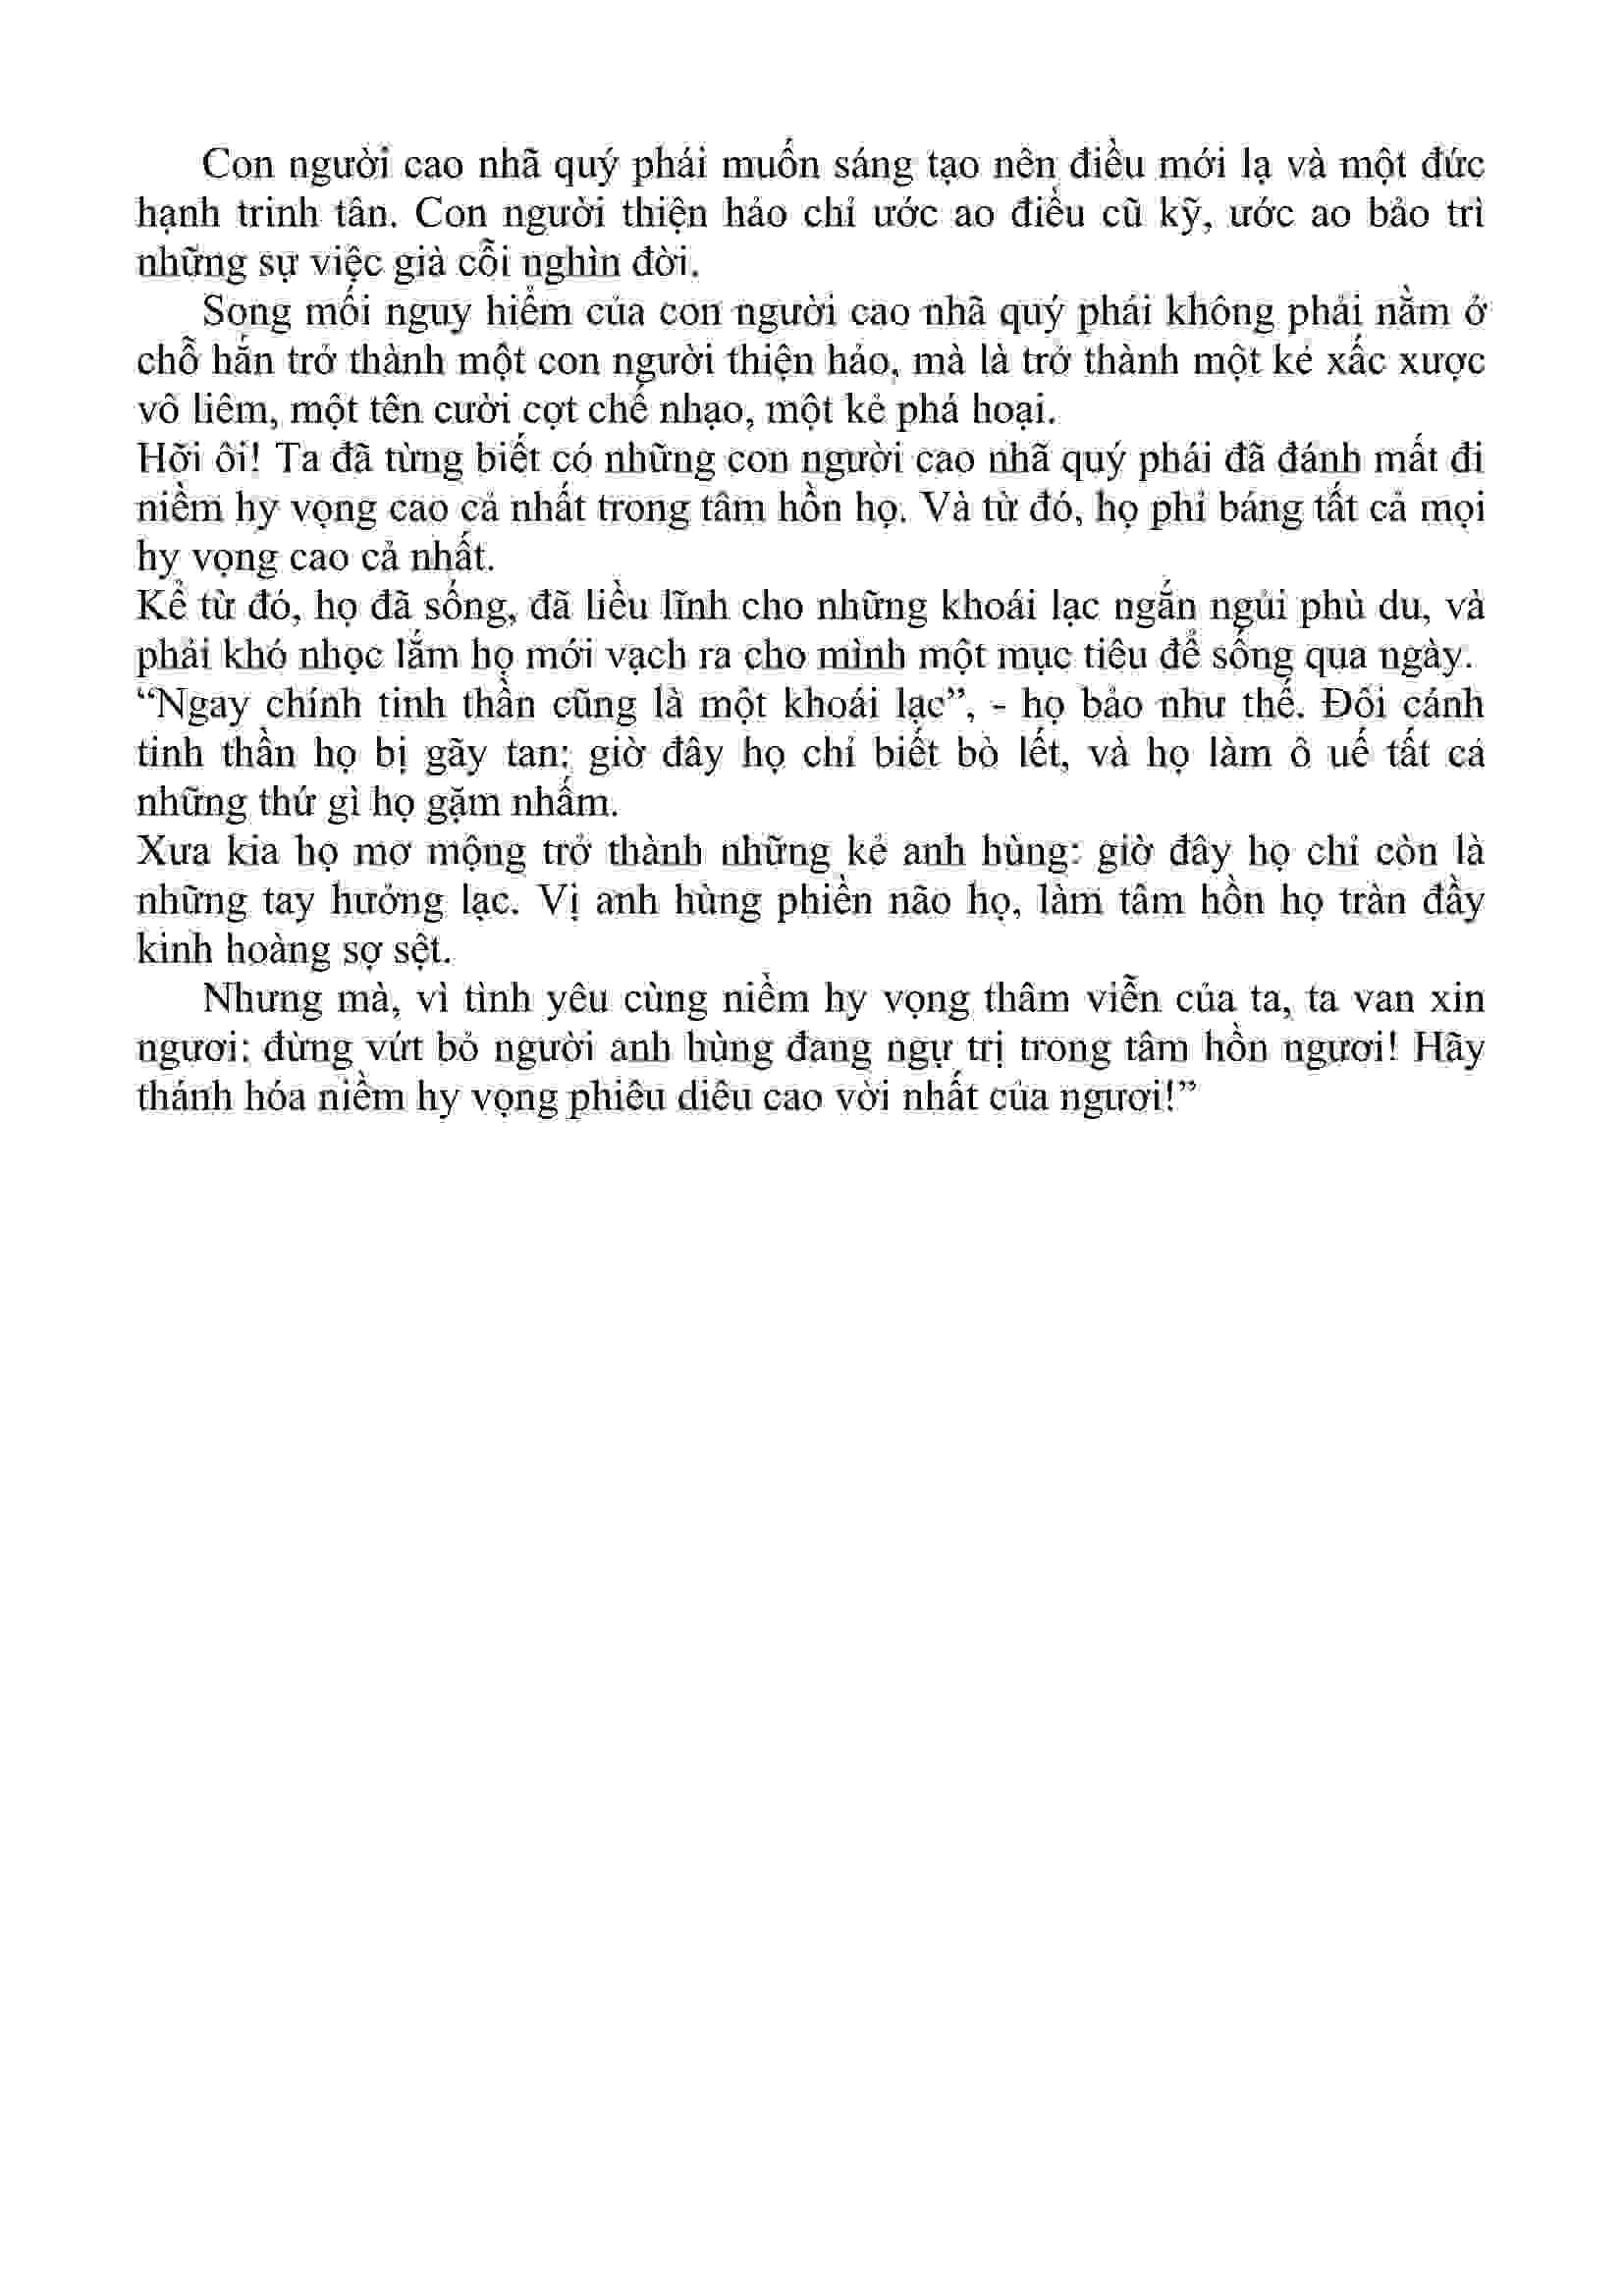 Con người cao nhã quý phái muốn sáng tạo nên điều mới lạ và một đức
hạnh trinh tân. Con người thiện hảo chỉ ước ao điều cũ kỹ, ước ao bảo trì
những sự việc già cỗi nghìn đời.
Song mối nguy hiểm của con người cao nhã quý phái không phải nằm ở
chỗ hắn trở thành một con người thiện hảo, mà là trở thành một kẻ xấc xược
vô liêm, một tên cười cợt chế nhạo, một kẻ phá hoại.
Hỡi ôi! Ta đã từng biết có những con người cao nhã quý phái đã đánh mất đi
niềm hy vọng cao cả nhất trong tâm hồn họ. Và từ đó, họ phỉ báng tất cả mọi
hy vọng cao cả nhất.
Kể từ đó, họ đã sống, đã liều lĩnh cho những khoái lạc ngắn ngủi phù du, và
phải khó nhọc lắm họ mới vạch ra cho mình một mục tiêu để sống qua ngày.
“Ngay chính tinh thần cũng là một khoái lạc”, - họ bảo như thế. Đôi cánh
tinh thần họ bị gãy tan; giờ đây họ chỉ biết bò lết, và họ làm ô uế tất cả
những thứ gì họ gặm nhấm.
Xưa kia họ mơ mộng trở thành những kẻ anh hùng: giờ đây họ chỉ còn là
những tay hưởng lạc. Vị anh hùng phiền não họ, làm tâm hồn họ tràn đầy
kinh hoàng sợ sệt.
Nhưng mà, vì tình yêu cùng niềm hy vọng thâm viễn của ta, ta van xin
ngươi: đừng vứt bỏ người anh hùng đang ngự trị trong tâm hồn ngươi! Hãy
thánh hóa niềm hy vọng phiêu diêu cao vời nhất của ngươi!”